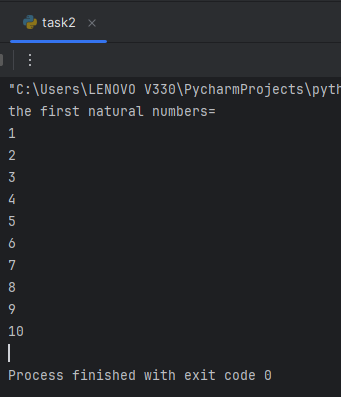 task2
"C:\Users\LENOVO V330\PycharmProjects\pyth
the first natural numbers=
1
2
3
4
5
6
7
8
9
10
Process finished with exit code 0